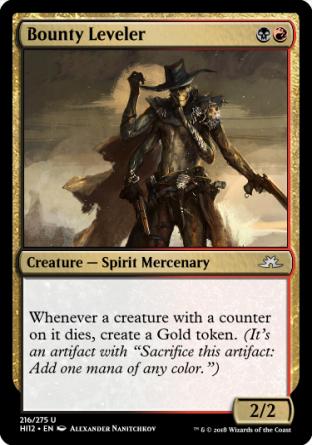 Bounty Leveler
Creature — Spirit Mercenary
Whenever a creature with a counter
on it dies, create a Gold token. (It's
an artifact with “Sacrifice this artifact:
Add one mana of any color.”)
2/2
216/275 U
HI12 • EN ALEXANDER NANITCHKOV
™ & © 2018 Wizards of the Coast